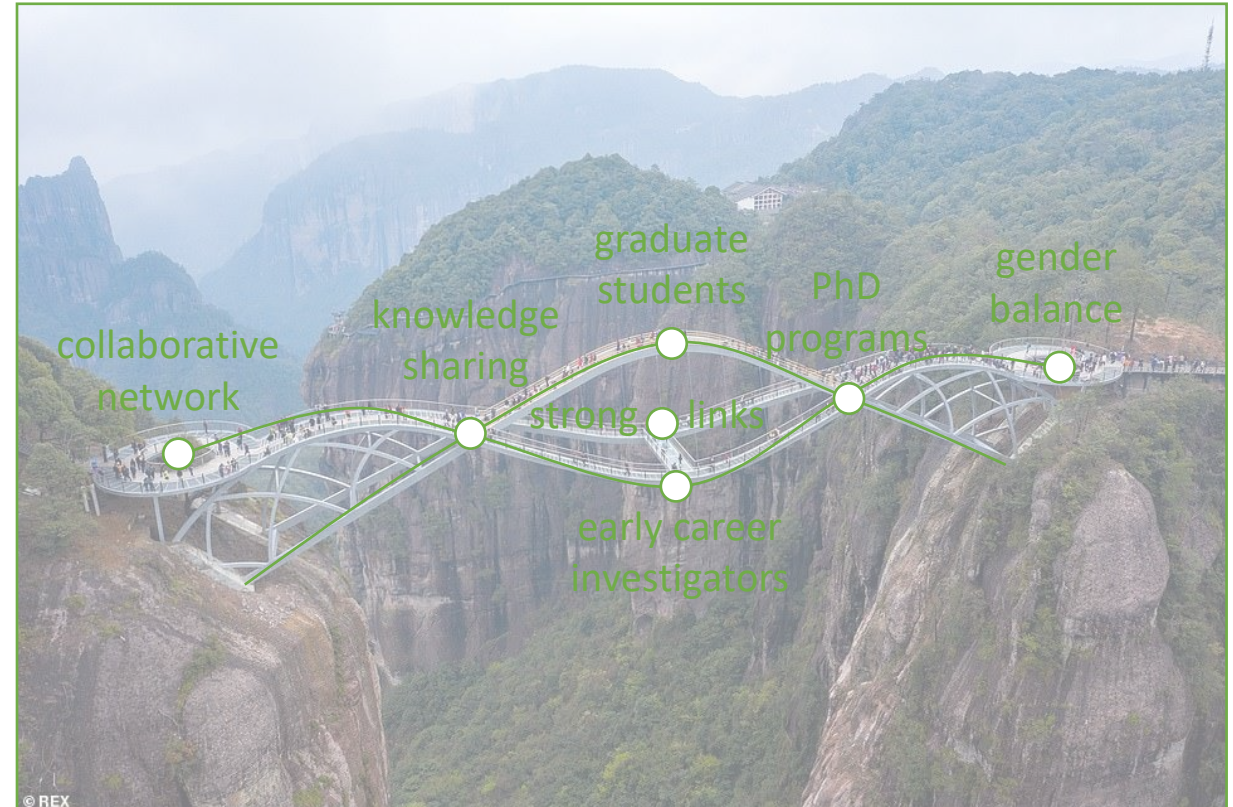 collaborative
network
knowledge
sharing
graduate
students
strong links
early career
investigators
PhD
programs
gender
balance
© REX